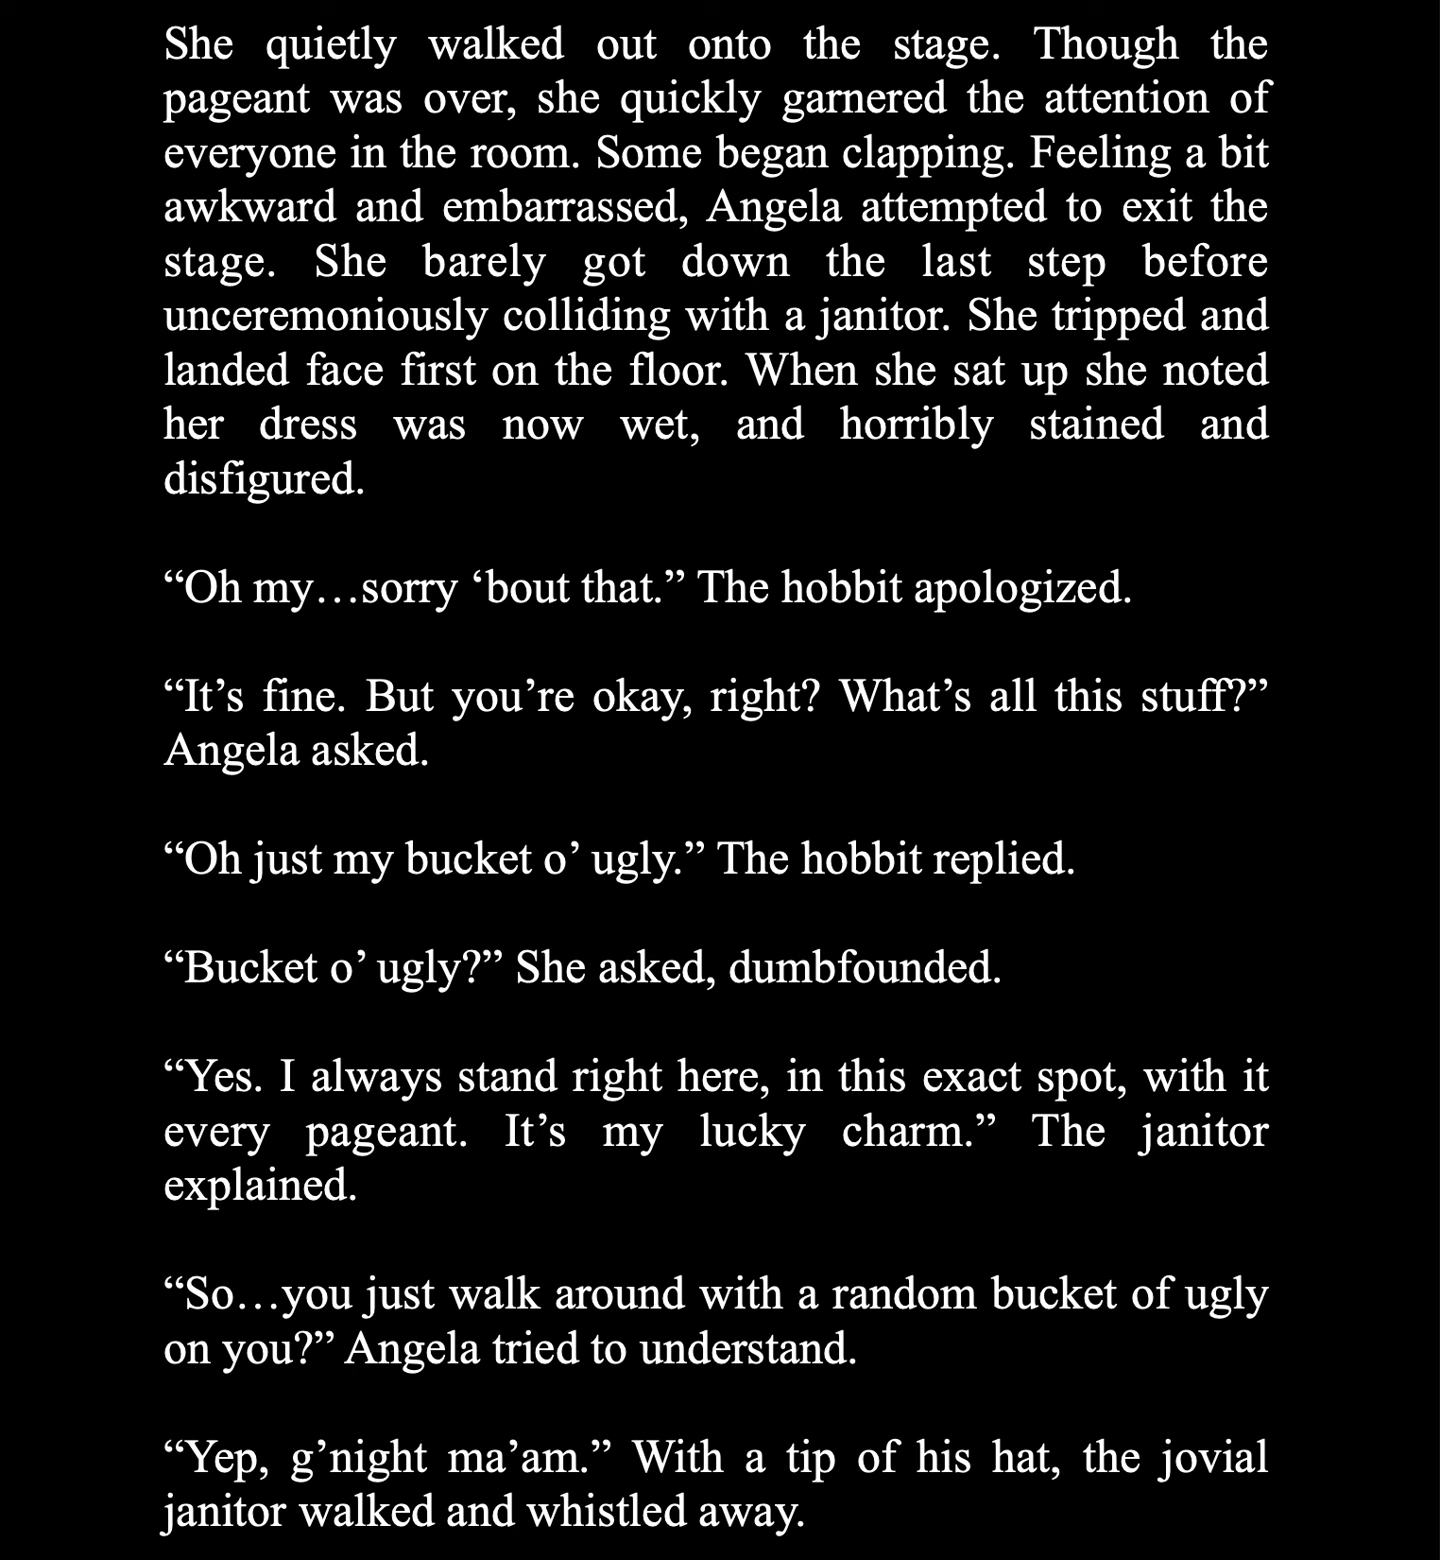 She quietly walked out onto the stage. Though the
pageant was over, she quickly garnered the attention of
everyone in the room. Some began clapping. Feeling a bit
awkward and embarrassed, Angela attempted to exit the
stage. She barely got down the last step before
unceremoniously colliding with a janitor. She tripped and
landed face first on the floor. When she sat up she noted
her dress was now wet, and horribly stained and
disfigured.
“Oh my…sorry ‘bout that.” The hobbit apologized.
“It’s fine. But you’re okay, right? What’s all this stuff?”
Angela asked.
“Oh just my bucket o’ ugly.” The hobbit replied.
“Bucket o’ ugly?” She asked, dumbfounded.
“Yes. I always stand right here, in this exact spot, with it
every pageant. It’s my lucky charm.” The janitor
explained.
“So…you just walk around with a random bucket of ugly
on you?” Angela tried to understand.
“Yep, g’night ma’am.” With a tip of his hat, the jovial
janitor walked and whistled away.